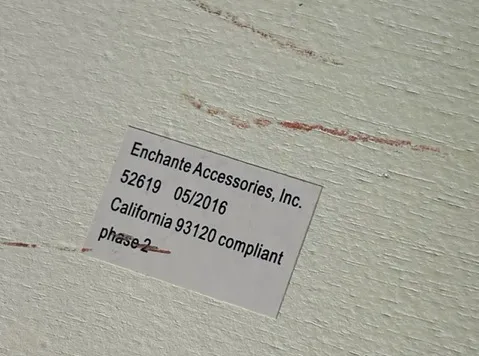 Enchante Accessories, Inc.
52619 05/2016
California 93120 compliant
phase 2